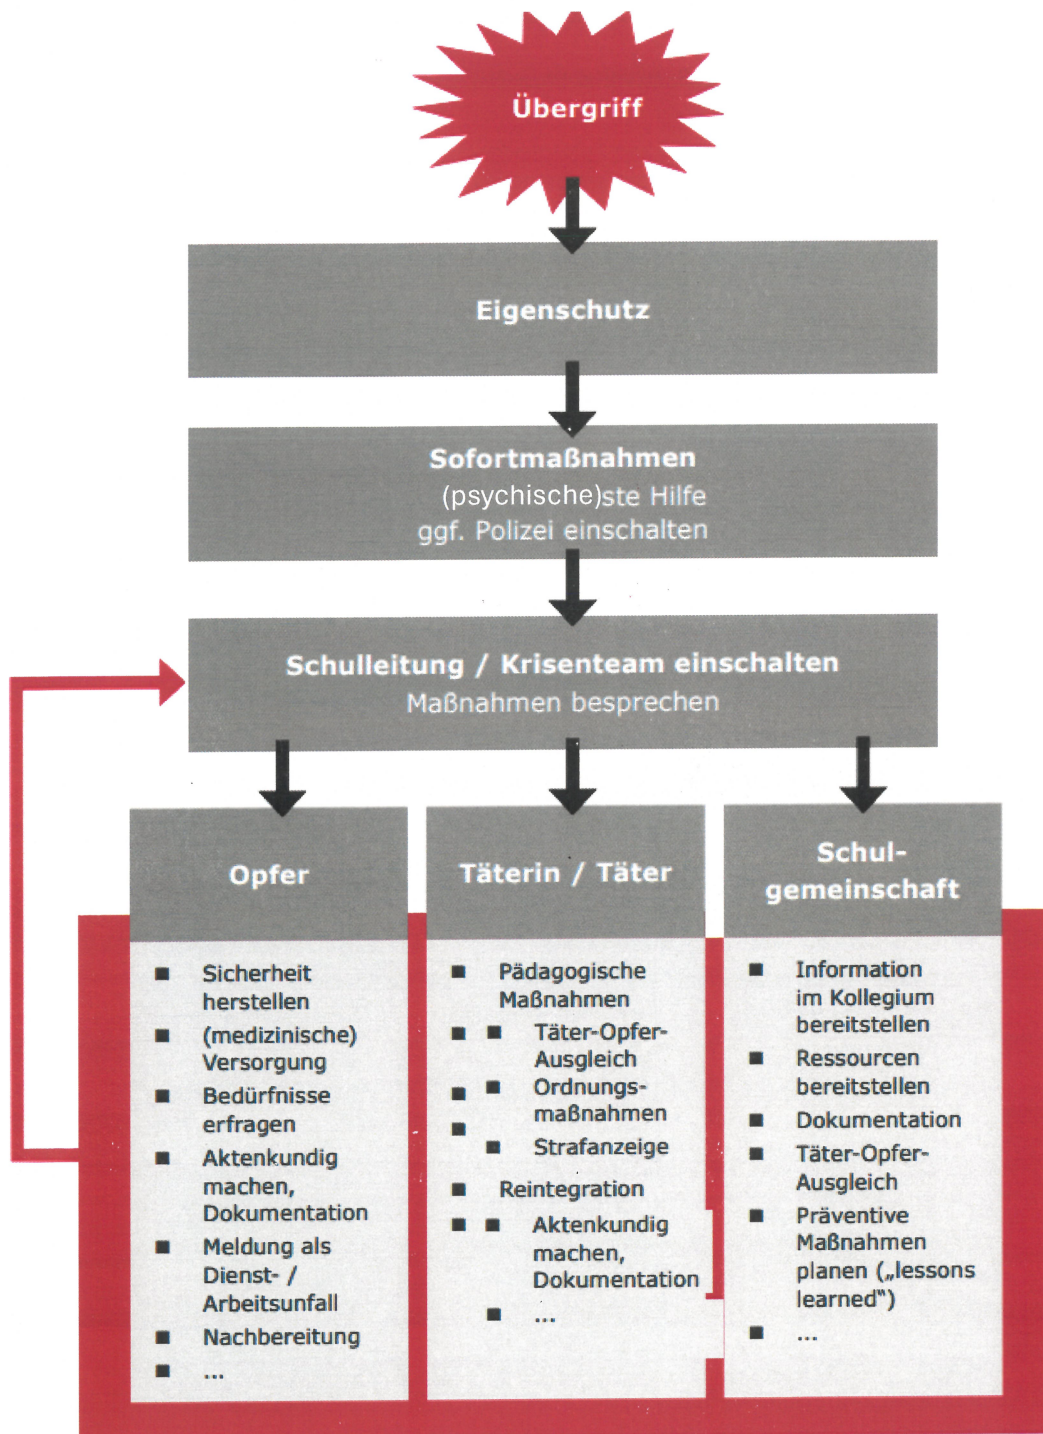 Übergriff
Eigenschutz
Sofortmaßnahmen
(psychische)ste Hilfe
ggf. Polizei einschalten
Schulleitung / Krisenteam einschalten
Maßnahmen besprechen
Opfer
■ Sicherheit
herstellen
■ (medizinische)
Versorgung
■ Bedürfnisse
erfragen
■ Aktenkundig
machen,
Dokumentation
■ Meldung als
Dienst- /
Arbeitsunfall
■ Nachbereitung
■ ...
Täterin / Täter
■ Pädagogische
Maßnahmen
■ ■ Täter-Opfer-
Ausgleich
■ ■ Ordnungs-
maßnahmen
■
■ Strafanzeige
■ Reintegration
■ ■ Aktenkundig
machen,
Dokumentation
■ ...
Schul-
gemeinschaft
■ Information
im Kollegium
bereitstellen
■ Ressourcen
bereitstellen
■ Dokumentation
■ Täter-Opfer-
Ausgleich
■ Präventive
Maßnahmen
planen („lessons
learned“)
■ ...